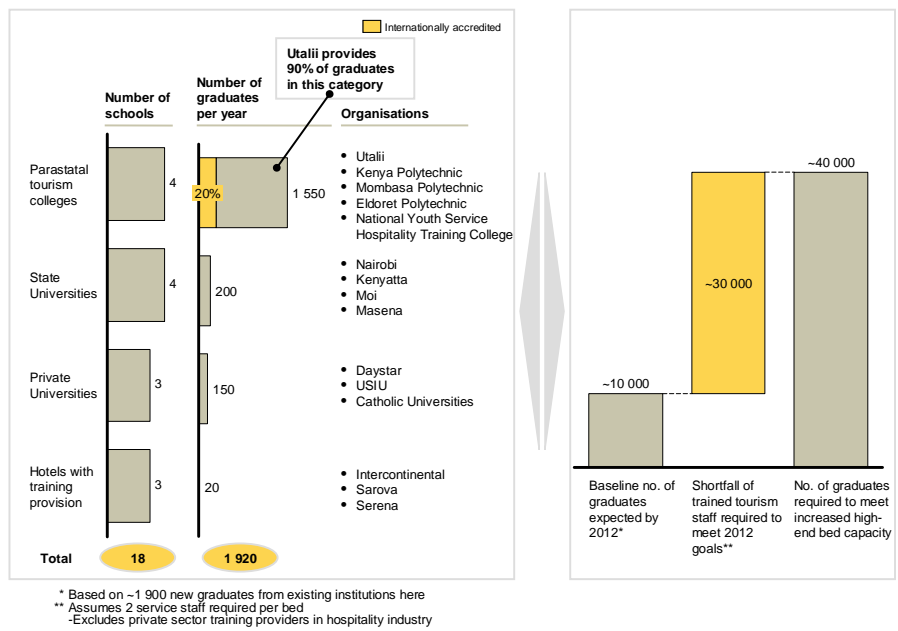 Internationally accredited
Utalii provides
90% of graduates
in this category
Number of
schools
Number of
graduates
per year
Organisations
Parastatal
tourism
colleges
4
20%
1 550
• Utalii
• Kenya Polytechnic
• Mombasa Polytechnic
• Eldoret Polytechnic
• National Youth Service
Hospitality Training College
State
Universities
4
200
• Nairobi
• Kenyatta
• Moi
• Masena
Private
Universities
3
150
• Daystar
• USIU
• Catholic Universities
Hotels with
training
provision
3
20
• Intercontinental
• Sarova
• Serena
Total
18
1 920
~10 000
~30 000
~40 000
Baseline no. of
graduates
expected by
2012*
Shortfall of
trained tourism
staff required to
meet 2012
goals**
No. of graduates
required to meet
increased high-
end bed capacity
* Based on ~1 900 new graduates from existing institutions here
** Assumes 2 service staff required per bed
-Excludes private sector training providers in hospitality industry